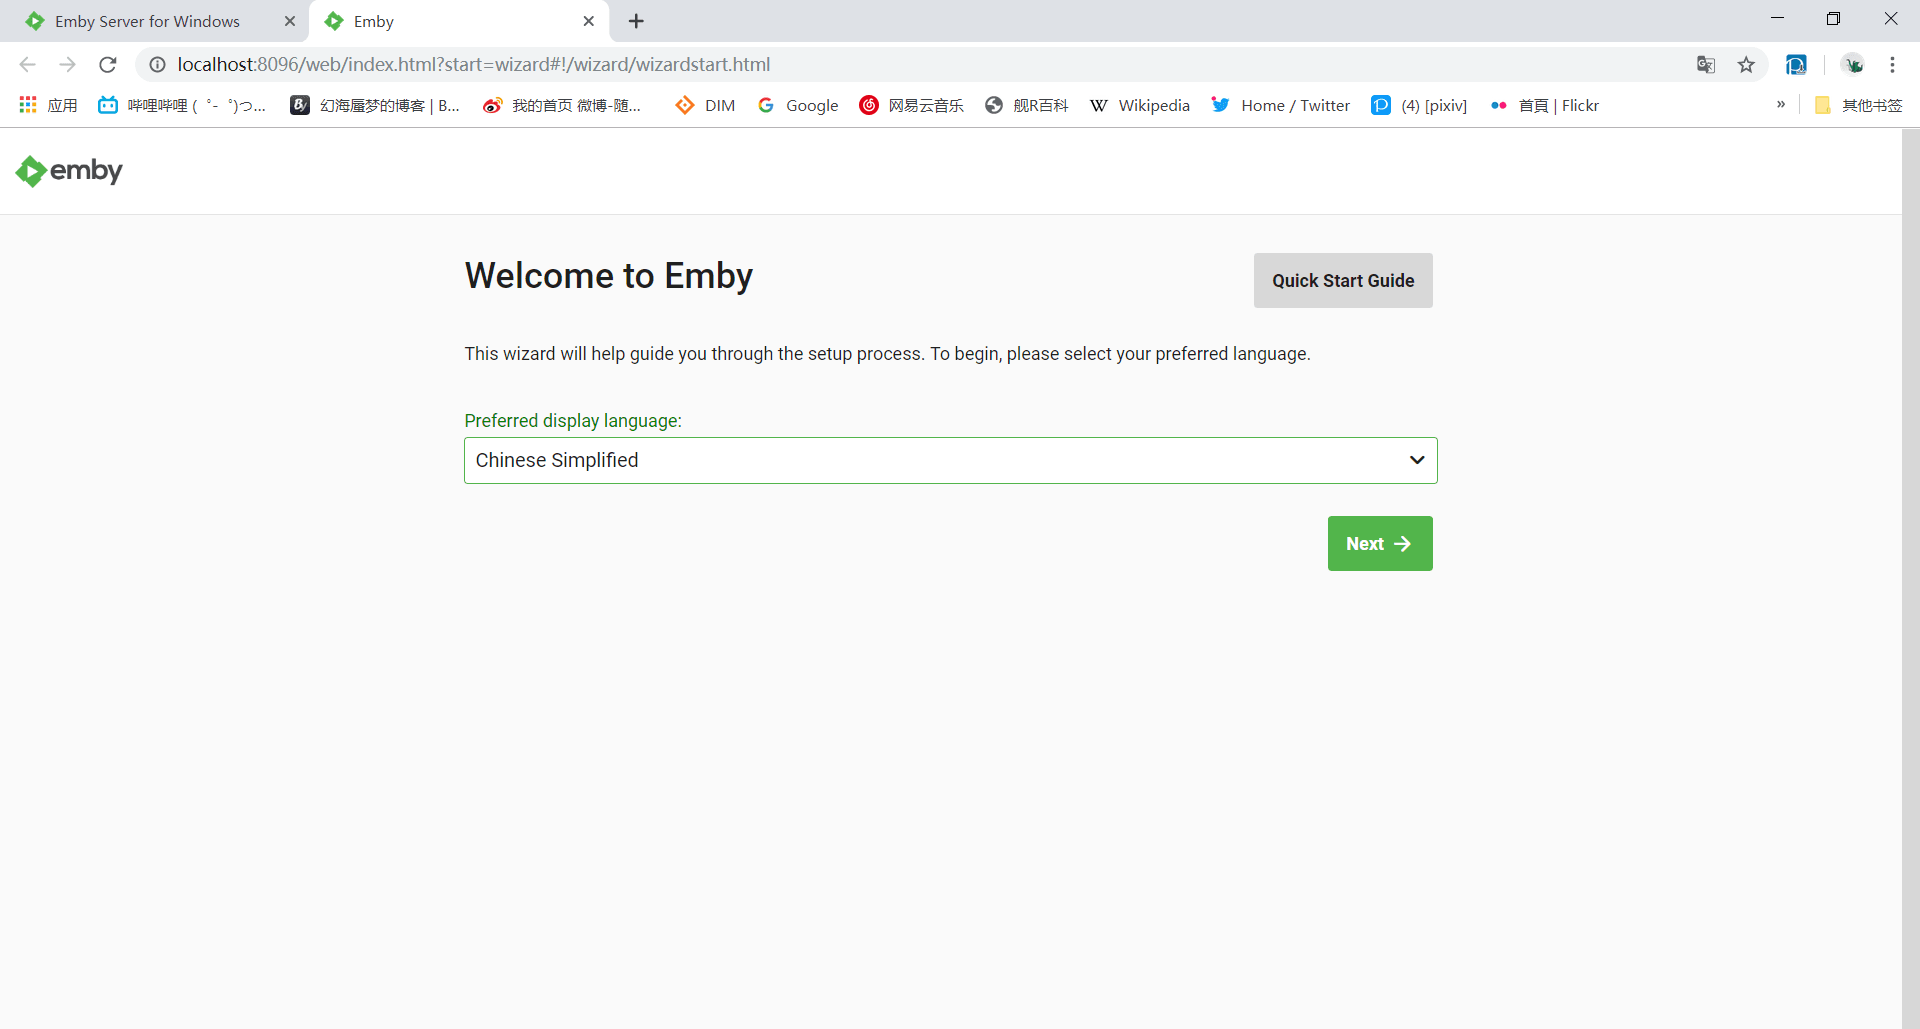 Emby Server for Windows
Emby
localhost:8096/web/index.html?start=wizard#!/wizard/wizardstart.html
应用
哔哩哔哩 ( ゜- ゜)つ...
幻海蜃梦的博客 | B...
我的首页 微博-随...
DIM
Google
网易云音乐
舰R百科
Wikipedia
Home / Twitter
(4) [pixiv]
首頁 | Flickr
»
其他书签
emby
Welcome to Emby
Quick Start Guide
This wizard will help guide you through the setup process. To begin, please select your preferred language.
Preferred display language:
Chinese Simplified
Next